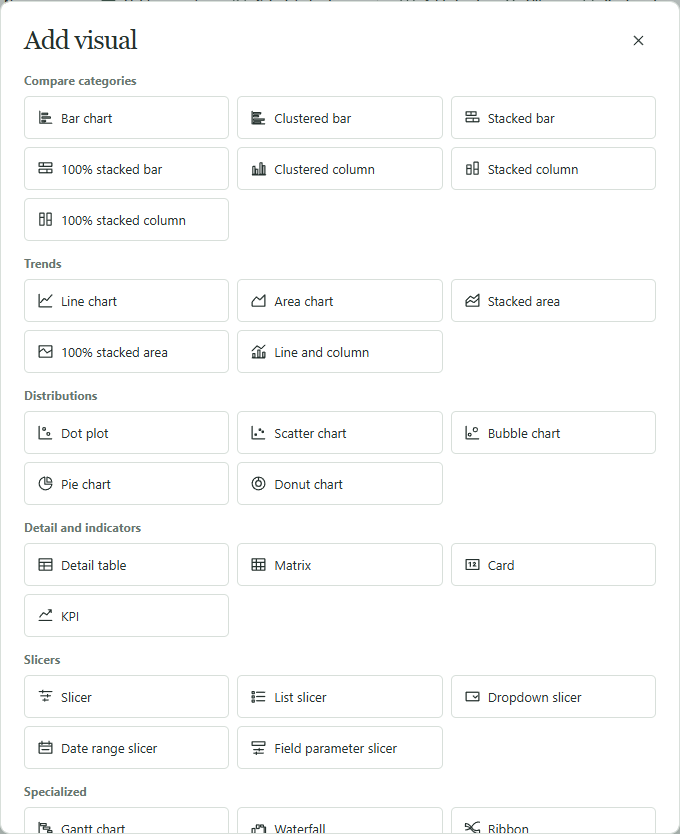 Add visual
Compare categories
Bar chart
Clustered bar
Stacked bar
100% stacked bar
Clustered column
Stacked column
100% stacked column
Trends
Line chart
Area chart
Stacked area
100% stacked area
Line and column
Distributions
Dot plot
Scatter chart
Bubble chart
Pie chart
Donut chart
Detail and indicators
Detail table
Matrix
12
Card
KPI
Slicers
Slicer
List slicer
Dropdown slicer
Date range slicer
Field parameter slicer
Specialized
Gantt chart
Waterfall
Ribbon